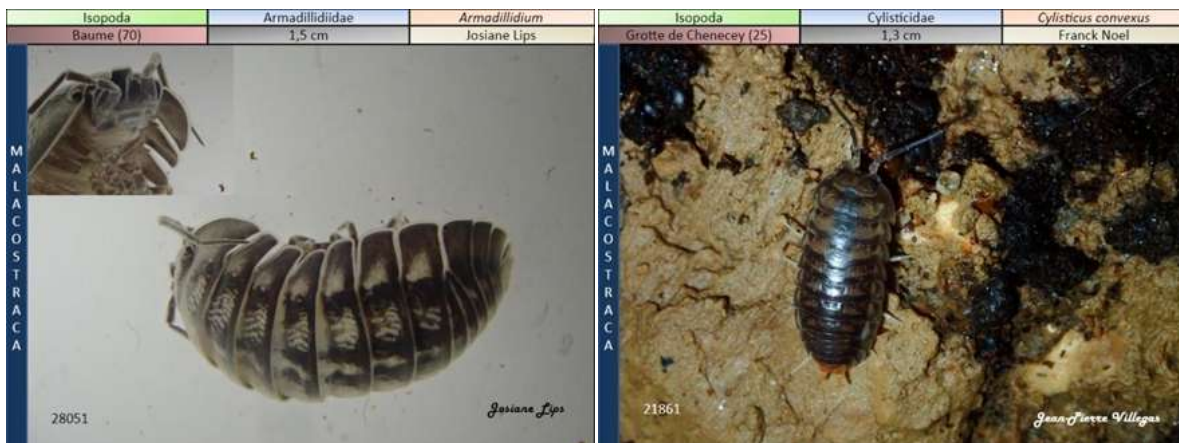 Isopoda Armadillidiidae Armadillidium
Baume (70) 1,5 cm Josiane Lips
MALACOSTRACA
28051
Josiane Lips
Isopoda Cylisticidae Cylisticus convexus
Grotte de Chenecey (25) 1,3 cm Franck Noel
MALACOSTRACA
21861
Jean-Pierre Villegas